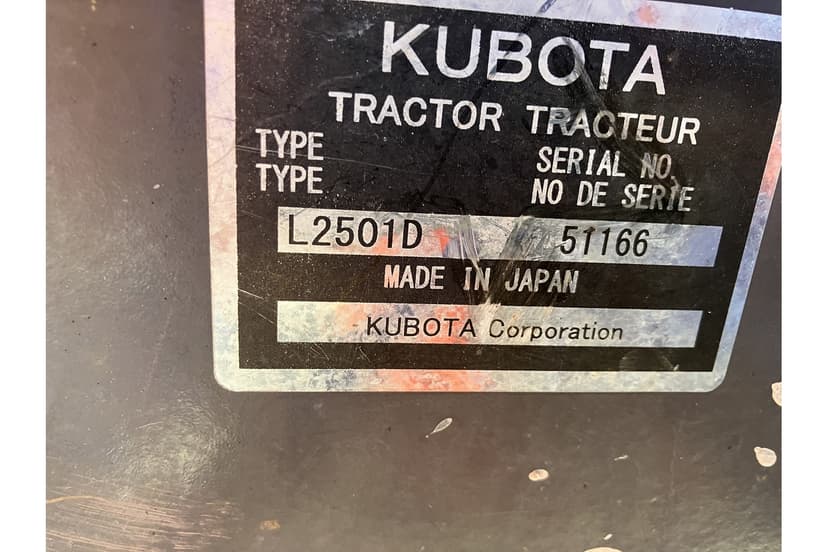 KUBOTA
TRACTOR TRACTEUR
TYPE SERIAL NO.
TYPE NO DE SERIE
L2501D 51166
MADE IN JAPAN
KUBOTA Corporation